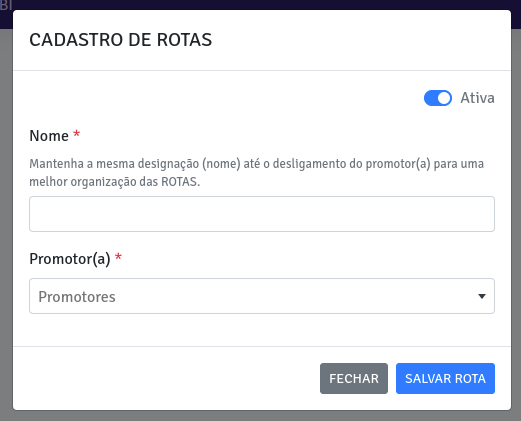 BI
CADASTRO DE ROTAS
Ativa
Nome *
Mantenha a mesma designação (nome) até o desligamento do promotor(a) para uma
melhor organização das ROTAS.
Promotor(a) *
Promotores
FECHAR SALVAR ROTA